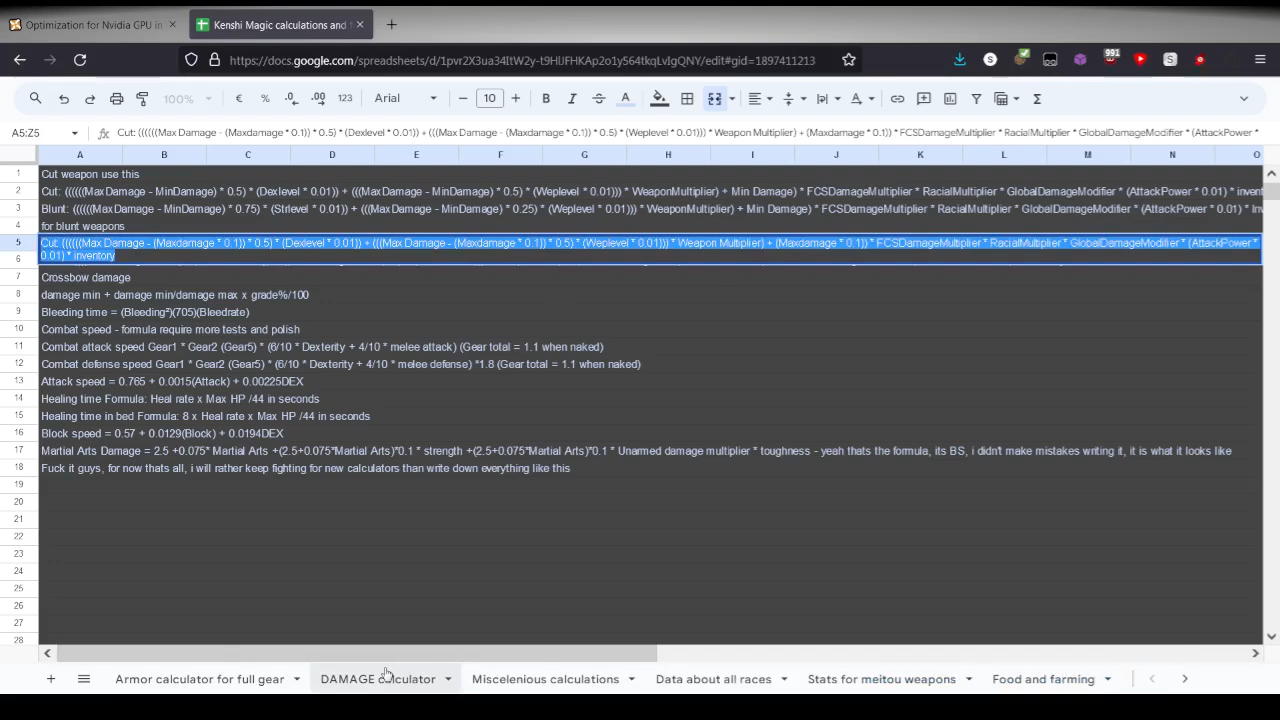 Optimization for Nvidia GPU in
Kenshi Magic calculations and f
https://docs.google.com/spreadsheets/d/1pvr2X3ua34ItW2y-t9HlJFHKAp2o1y564tkqLvIgQNY/edit#gid=1897411213
991
100% € % .0 .00 123 Arial 10 B I S A Σ
A5:Z5 fx Cut: ((((((Max Damage - (Maxdamage * 0.1)) * 0.5) * (Dexlevel * 0.01)) + (((Max Damage - (Maxdamage * 0.1)) * 0.5) * (Weplevel * 0.01))) * Weapon Multiplier) + (Maxdamage * 0.1)) * FCSDamageMultiplier * RacialMultiplier * GlobalDamageModifier * (AttackPower *
A B C D E F G H I J K L M N O
1 Cut weapon use this
2 Cut: ((((((MaxDamage - MinDamage) * 0.5) * (Dexlevel * 0.01)) + (((MaxDamage - MinDamage) * 0.5) * (Weplevel * 0.01))) * WeaponMultiplier) + Min Damage) * FCSDamageMultiplier * RacialMultiplier * GlobalDamageModifier * (AttackPower * 0.01) * invent
3 Blunt: ((((((MaxDamage - MinDamage) * 0.75) * (Strlevel * 0.01)) + (((MaxDamage - MinDamage) * 0.25) * (Weplevel * 0.01))) * WeaponMultiplier) + Min Damage) * FCSDamageMultiplier * RacialMultiplier * GlobalDamageModifier * (AttackPower * 0.01) * Inv
4 for blunt weapons
5 Cut: ((((((Max Damage - (Maxdamage * 0.1)) * 0.5) * (Dexlevel * 0.01)) + (((Max Damage - (Maxdamage * 0.1)) * 0.5) * (Weplevel * 0.01))) * Weapon Multiplier) + (Maxdamage * 0.1)) * FCSDamageMultiplier * RacialMultiplier * GlobalDamageModifier * (AttackPower *
6 0.01) * inventory
7 Crossbow damage
8 damage min + damage min/damage max x grade%/100
9 Bleeding time = (Bleeding²)(705)(Bleedrate)
10 Combat speed - formula require more tests and polish
11 Combat attack speed Gear1 * Gear2 (Gear5) * (6/10 * Dexterity + 4/10 * melee attack) (Gear total = 1.1 when naked)
12 Combat defense speed Gear1 * Gear2 (Gear5) * (6/10 * Dexterity + 4/10 * melee defense) *1.8 (Gear total = 1.1 when naked)
13 Attack speed = 0.765 + 0.0015(Attack) + 0.00225DEX
14 Healing time Formula: Heal rate x Max HP /44 in seconds
15 Healing time in bed Formula: 8 x Heal rate x Max HP /44 in seconds
16 Block speed = 0.57 + 0.0129(Block) + 0.0194DEX
17 Martial Arts Damage = 2.5 +0.075* Martial Arts +(2.5+0.075*Martial Arts)*0.1 * strength +(2.5+0.075*Martial Arts)*0.1 * Unarmed damage multiplier * toughness - yeah thats the formula, its BS, i didn't make mistakes writing it, it is what it looks like
18 Fuck it guys, for now thats all, i will rather keep fighting for new calculators than write down everything like this
19
20
21
22
23
24
25
26
27
28
Armor calculator for full gear DAMAGE calculator Miscelenious calculations Data about all races Stats for meitou weapons Food and farming